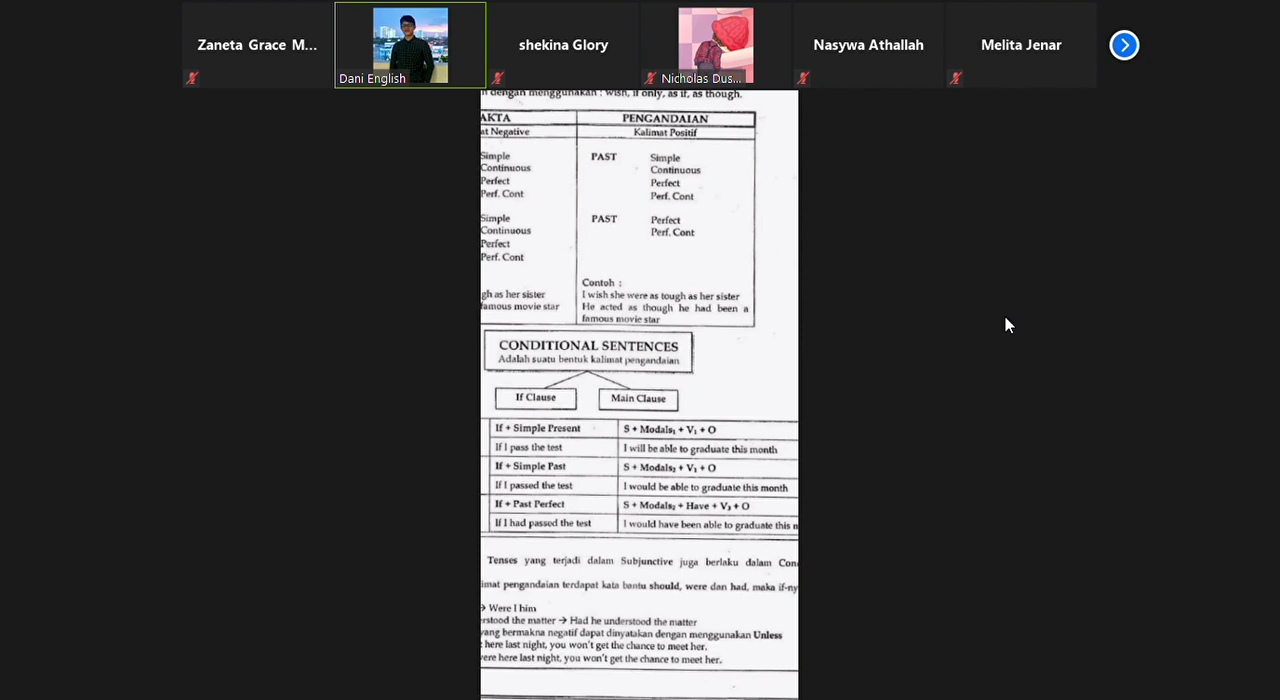 Zaneta Grace M...
Dani English
shekina Glory
Nicholas Dus...
Nasywa Athallah
Melita Jenar
n dengan menggunakan : wish, if only, as if, as though.
AKTA PENGANDAIAN
at Negative Kalimat Positif
Simple PAST Simple
Continuous Continuous
Perfect Perfect
Perf. Cont Perf. Cont
Simple PAST Perfect
Continuous Perf. Cont
Perfect
Perf. Cont
Contoh :
gh as her sister I wish she were as tough as her sister
famous movie star He acted as though he had been a
famous movie star
CONDITIONAL SENTENCES
Adalah suatu bentuk kalimat pengandaian
If Clause Main Clause
If + Simple Present S + Modals₁ + V₁ + O
If I pass the test I will be able to graduate this month
If + Simple Past S + Modals₂ + V₁ + O
If I passed the test I would be able to graduate this month
If + Past Perfect S + Modals₂ + Have + V₃ + O
If I had passed the test I would have been able to graduate this n
Tenses yang terjadi dalam Subjunctive juga berlaku dalam Con
imat pengandaian terdapat kata bantu should, were dan had, maka if-ny
→ Were I him
erstood the matter → Had he understood the matter
yang bermakna negatif dapat dinyatakan dengan menggunakan Unless
here last night, you won't get the chance to meet her.
were here last night, you won't get the chance to meet her.